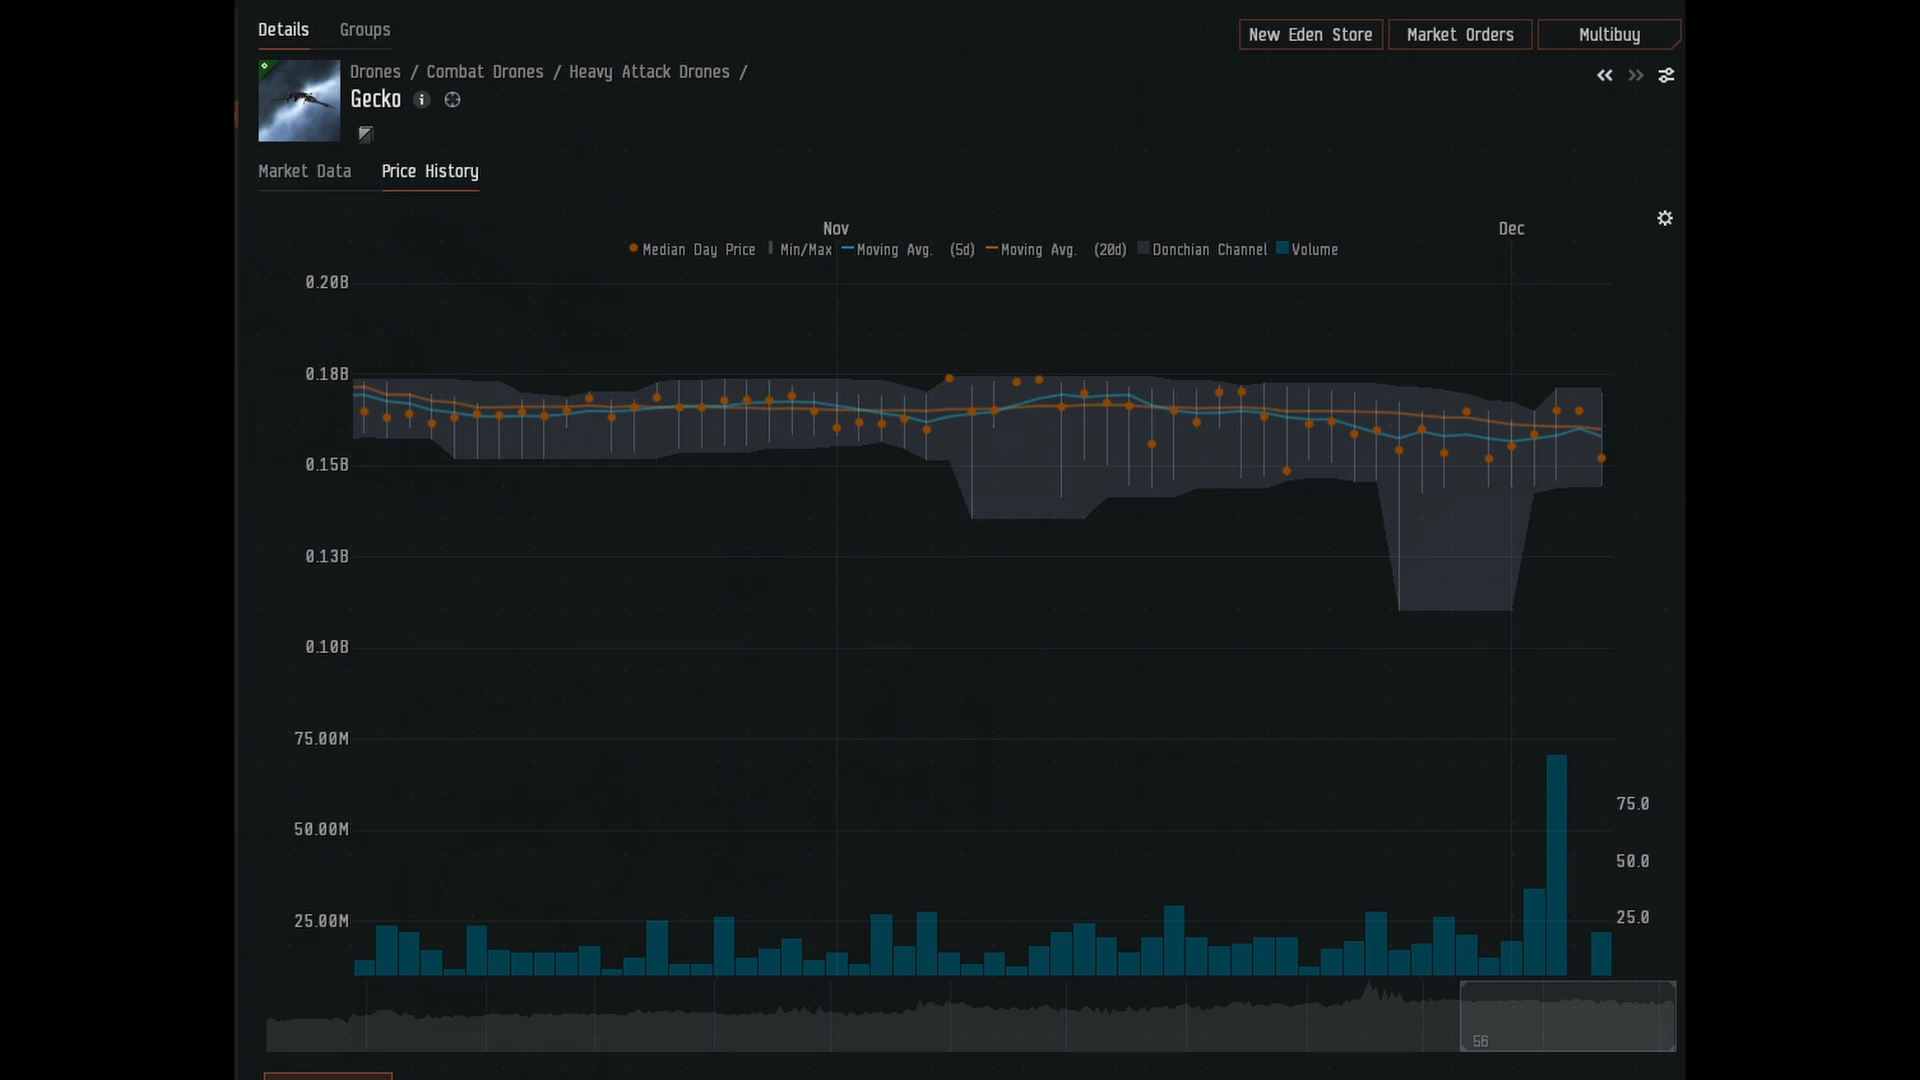 Details Groups
New Eden Store Market Orders Multibuy
Drones / Combat Drones / Heavy Attack Drones /
Gecko
Market Data Price History
Nov Dec
Median Day Price Min/Max Moving Avg. (5d) Moving Avg. (20d) Donchian Channel Volume
0.20B
0.18B
0.15B
0.13B
0.10B
75.00M
75.0
50.00M
50.0
25.00M 25.0
56